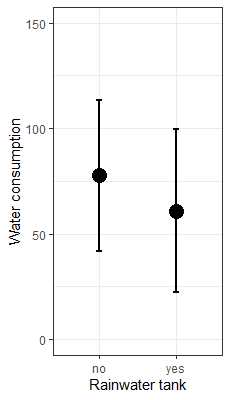 Water consumption
150
100
50
0
no yes
Rainwater tank